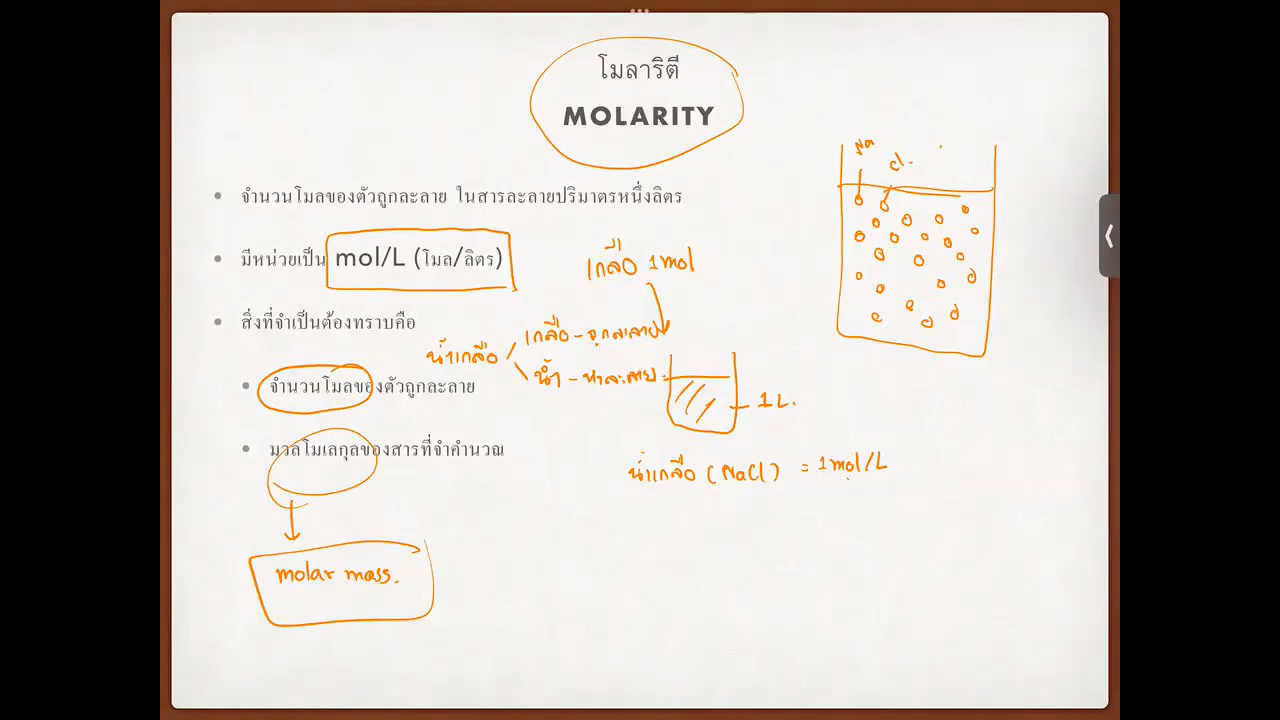 โมลาริตี
MOLARITY
จำนวนโมลของตัวถูกละลาย ในสารละลายปริมาตรหนึ่งลิตร
มีหน่วยเป็น mol/L (โมล/ลิตร)
สิ่งที่จำเป็นต้องทราบคือ
จำนวนโมลของตัวถูกละลาย
มวลโมเลกุลของสารที่จำคำนวณ
molar mass.
เกลือ 1 mol
น้ำเกลือ
เกลือ - ถูกละลาย
น้ำ - ทำละลาย
1 L.
น้ำเกลือ (NaCl) = 1 mol/L
Na
Cl-